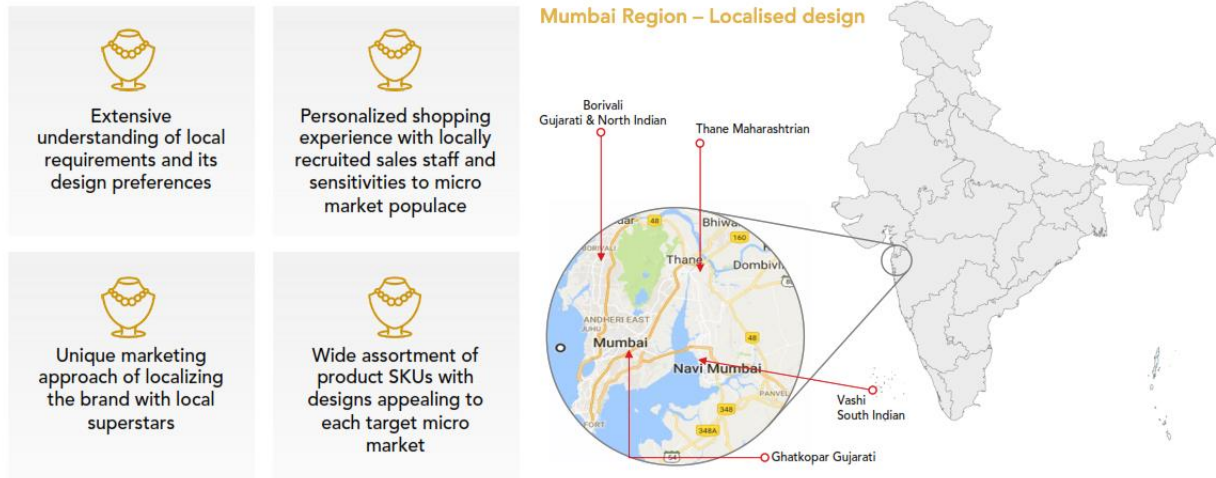 Extensive
understanding of local
requirements and its
design preferences
Personalized shopping
experience with locally
recruited sales staff and
sensitivities to micro
market populace
Unique marketing
approach of localizing
the brand with local
superstars
Wide assortment of
product SKUs with
designs appealing to
each target micro
market
Mumbai Region – Localised design
Borivali
Gujarati & North Indian
Thane Maharashtrian
48
Bhiwa
160
BORIVALI
Thane
Dombivl
ANDHERI EAST
JUHU
48
Mumbai
Navi Mumbai
PANVEL
348
FORT
348A
54
Vashi
South Indian
Ghatkopar Gujarati